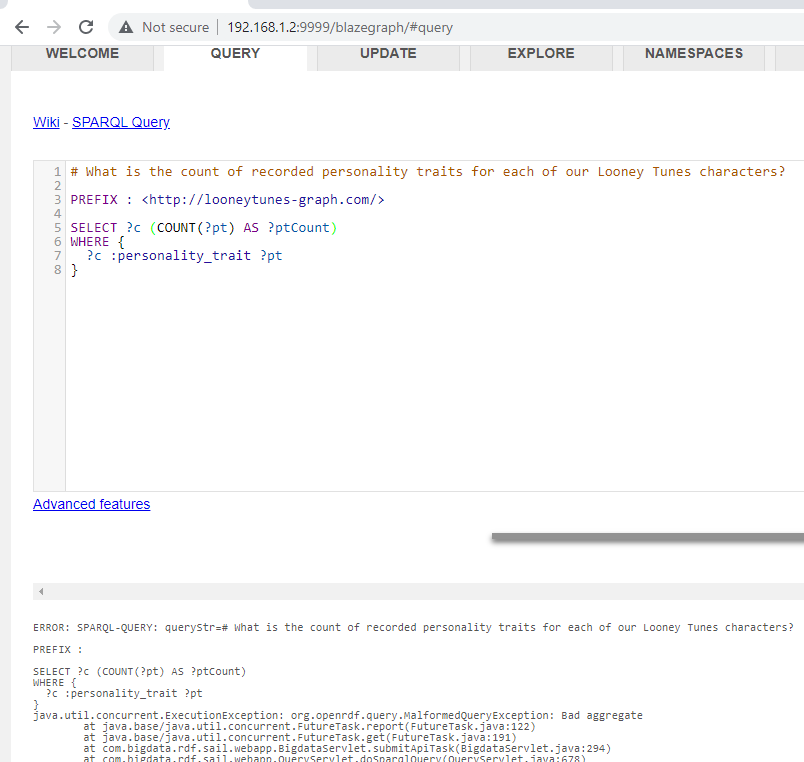 Not secure | 192.168.1.2:9999/blazegraph/#query
WELCOME QUERY UPDATE EXPLORE NAMESPACES
Wiki - SPARQL Query
1 # What is the count of recorded personality traits for each of our Looney Tunes characters?
2
3 PREFIX : <http://looneytunes-graph.com/>
4
5 SELECT ?c (COUNT(?pt) AS ?ptCount)
6 WHERE {
7   ?c :personality_trait ?pt
8 }
Advanced features
ERROR: SPARQL-QUERY: queryStr=# What is the count of recorded personality traits for each of our Looney Tunes characters?
PREFIX :
SELECT ?c (COUNT(?pt) AS ?ptCount)
WHERE {
  ?c :personality_trait ?pt
}
java.util.concurrent.ExecutionException: org.openrdf.query.MalformedQueryException: Bad aggregate
        at java.base/java.util.concurrent.FutureTask.report(FutureTask.java:122)
        at java.base/java.util.concurrent.FutureTask.get(FutureTask.java:191)
        at com.bigdata.rdf.sail.webapp.BigdataServlet.submitApiTask(BigdataServlet.java:294)
        at com.bigdata.rdf.sail.webapp.QueryServlet.doSparqlQuery(QueryServlet.java:678)